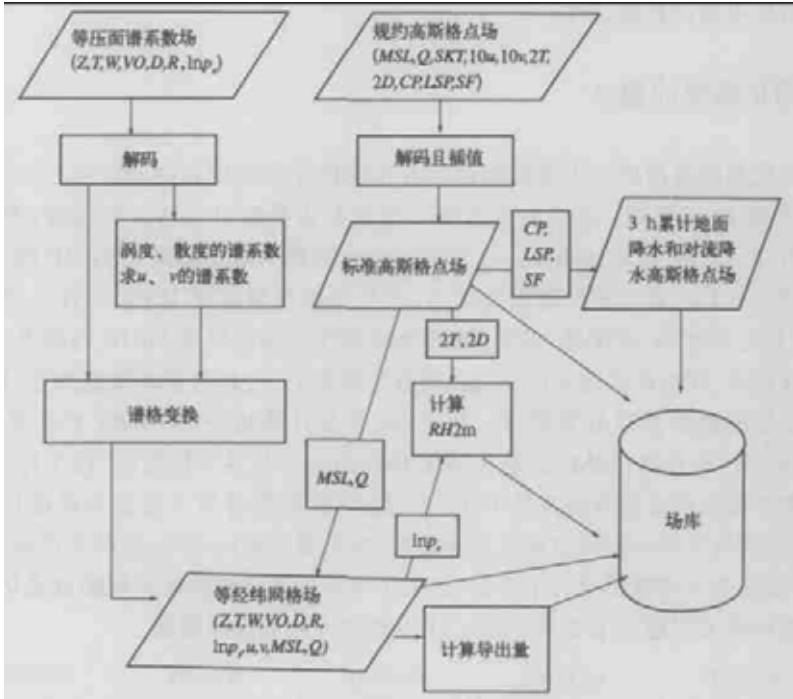 等压面谱系数场
(Z,T,W,VO,D,R,lnpₛ)
规约高斯格点场
(MSL,Q,SKT,10u,10v,2T,
2D,CP,LSP,SF)
解码
解码且插值
涡度、散度的谱系数
求u、v的谱系数
标准高斯格点场
CP,
LSP,
SF
3 h累计地面
降水和对流降
水高斯格点场
2T,2D
谱格变换
计算
RH2m
MSL,Q
lnpₛ
场库
等经纬网格场
(Z,T,W,VO,D,R,
lnpₛ,u,v,MSL,Q)
计算导出量